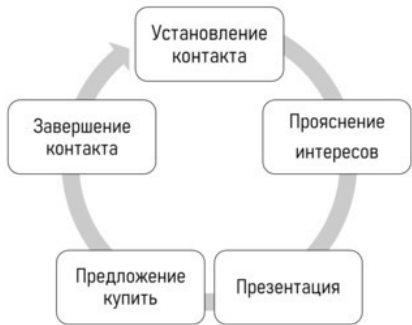 Установление
контакта
Прояснение
интересов
Презентация
Предложение
купить
Завершение
контакта